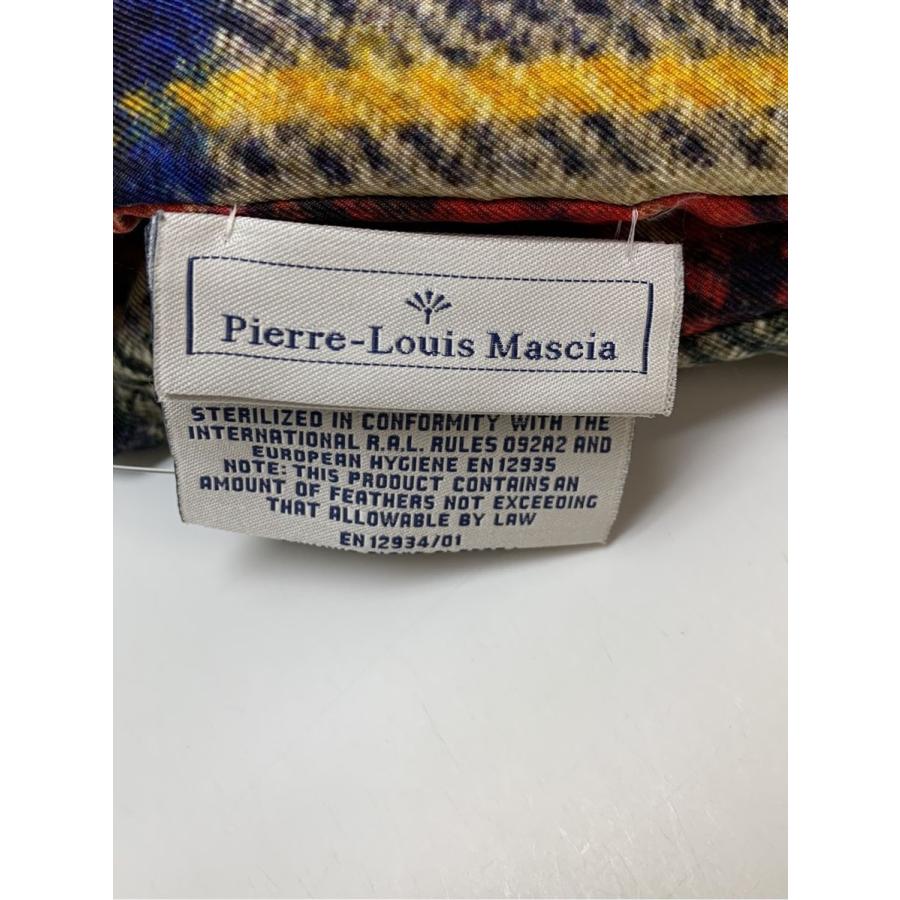 Pierre-Louis Mascia
STERILIZED IN CONFORMITY WITH THE
INTERNATIONAL R.A.L. RULES 092A2 AND
EUROPEAN HYGIENE EN 12935
NOTE: THIS PRODUCT CONTAINS AN
AMOUNT OF FEATHERS NOT EXCEEDING
THAT ALLOWABLE BY LAW
EN 12934/01